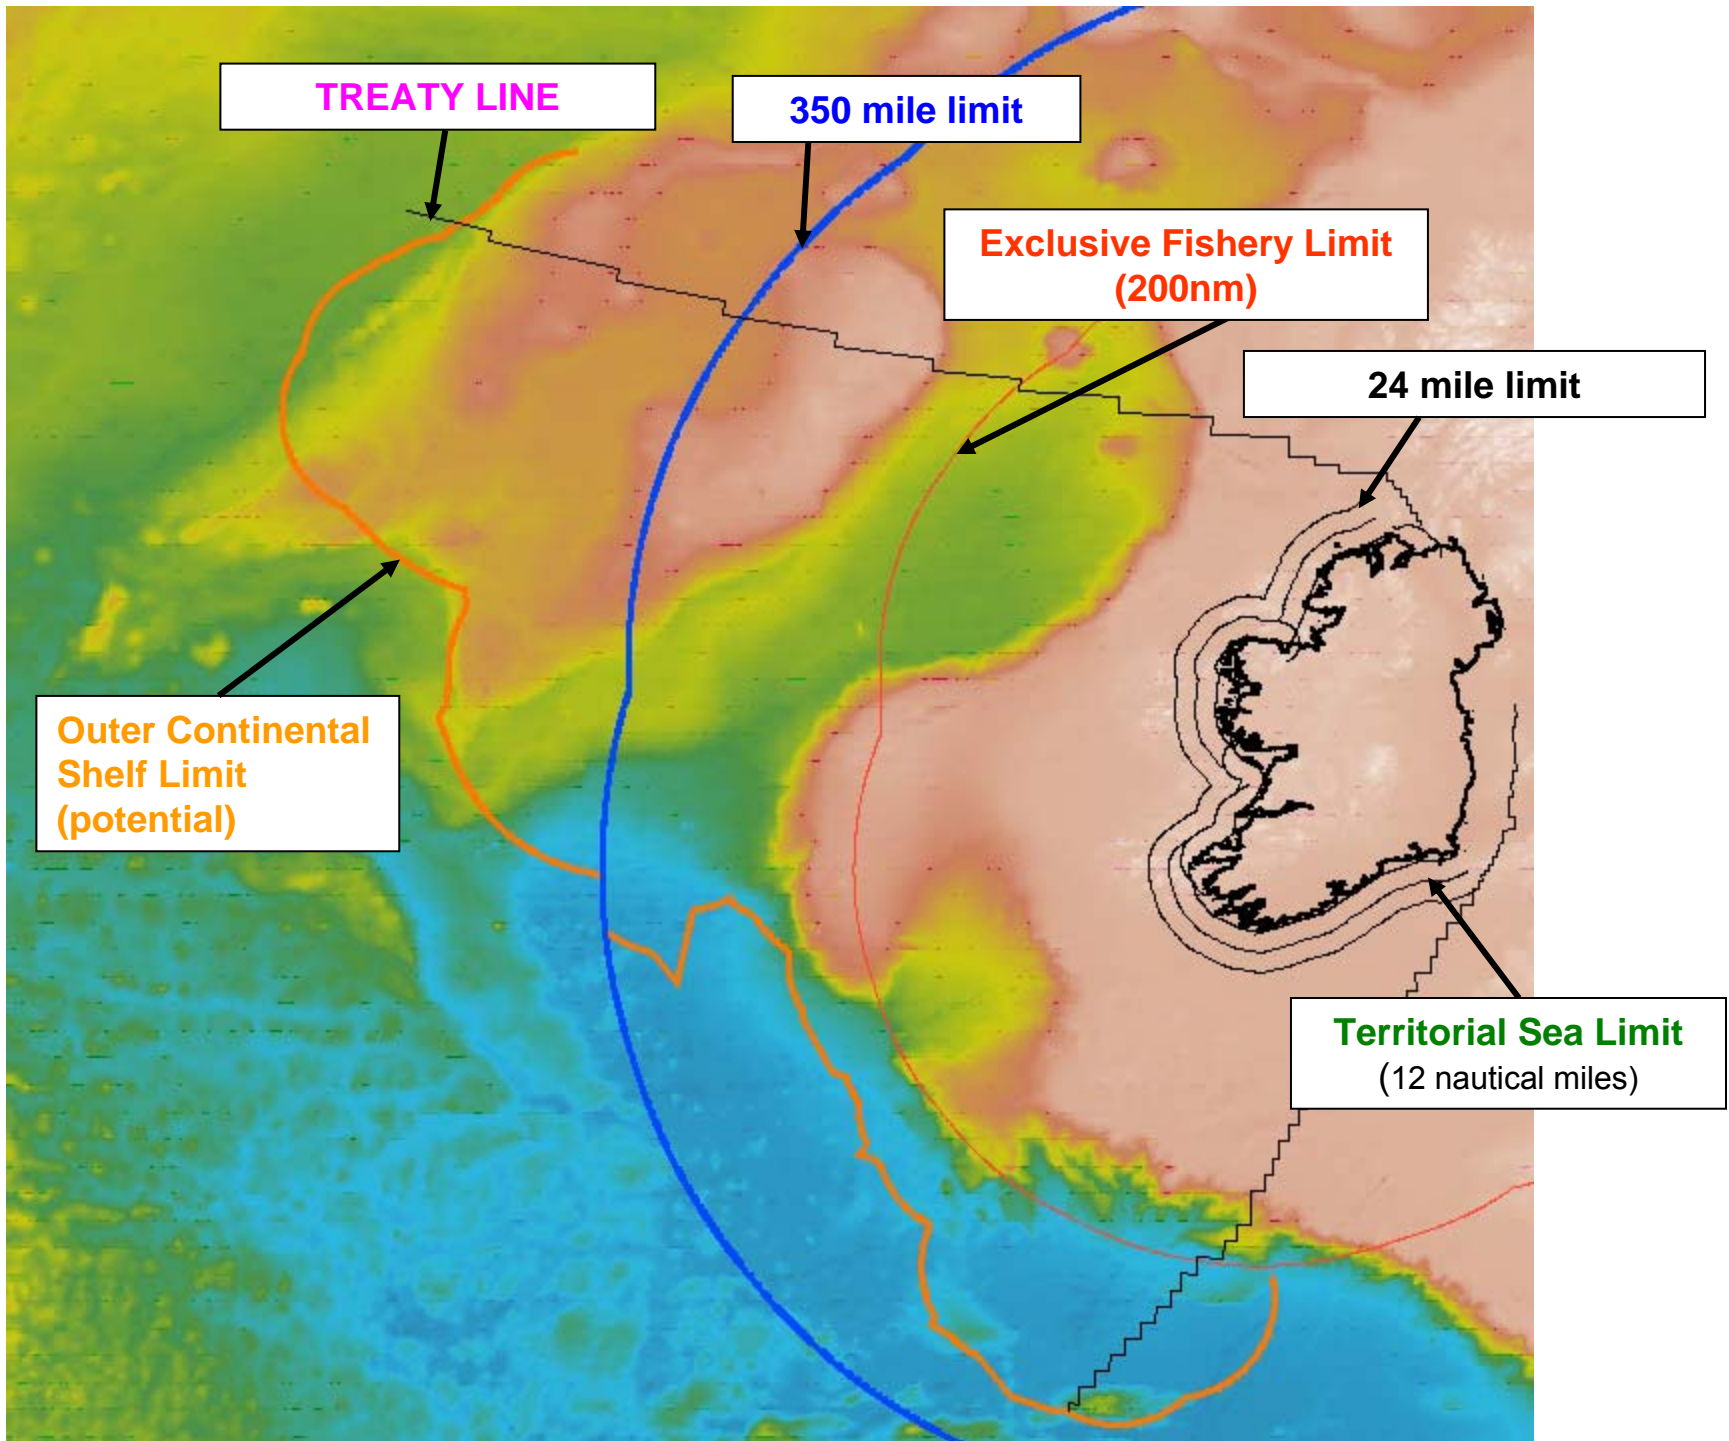 TREATY LINE
350 mile limit
Exclusive Fishery Limit
(200nm)
24 mile limit
Outer Continental
Shelf Limit
(potential)
Territorial Sea Limit
(12 nautical miles)